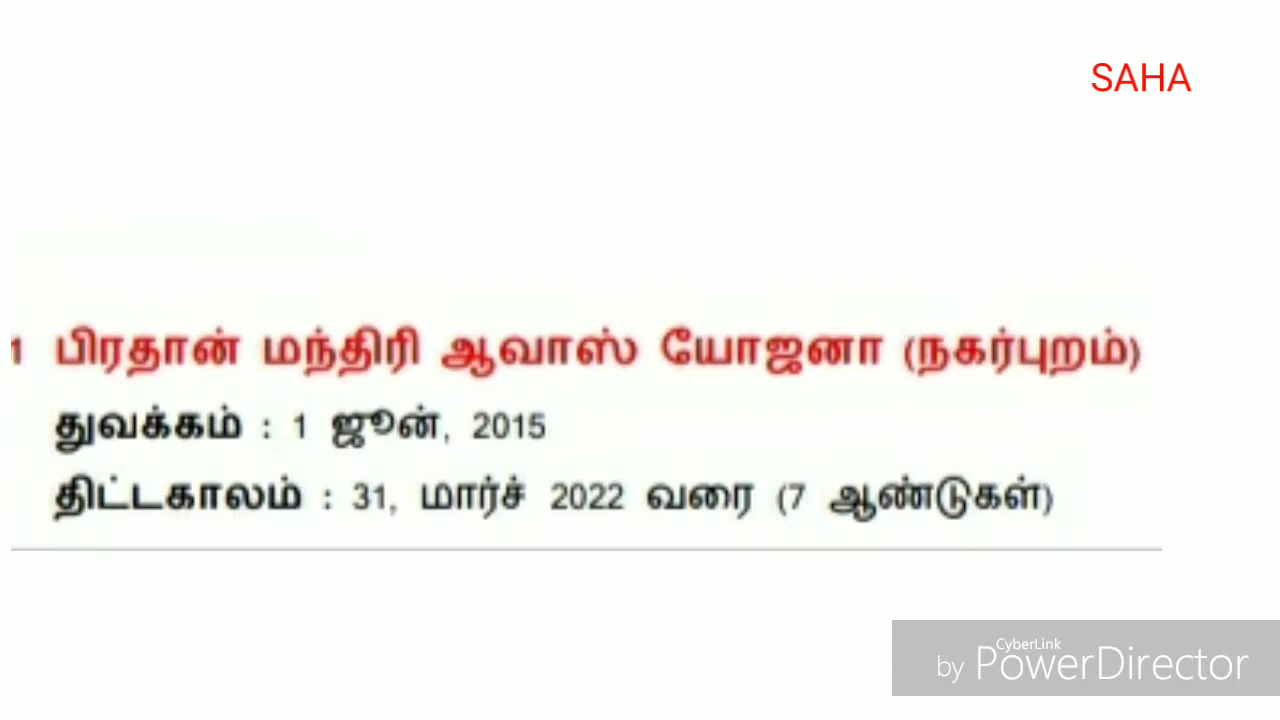 SAHA
1 பிரதான் மந்திரி ஆவாஸ் யோஜனா (நகர்புறம்)
துவக்கம் : 1 ஜூன், 2015
திட்டகாலம் : 31, மார்ச் 2022 வரை (7 ஆண்டுகள்)
CyberLink
by PowerDirector